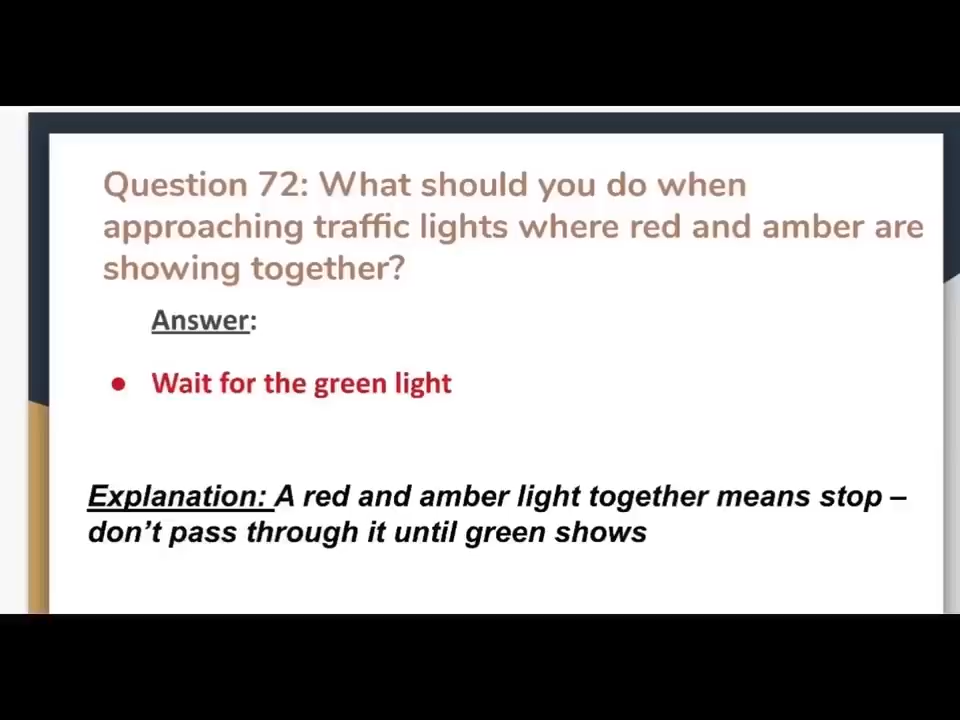 Question 72: What should you do when
approaching traffic lights where red and amber are
showing together?
Answer:
● Wait for the green light
Explanation: A red and amber light together means stop –
don’t pass through it until green shows